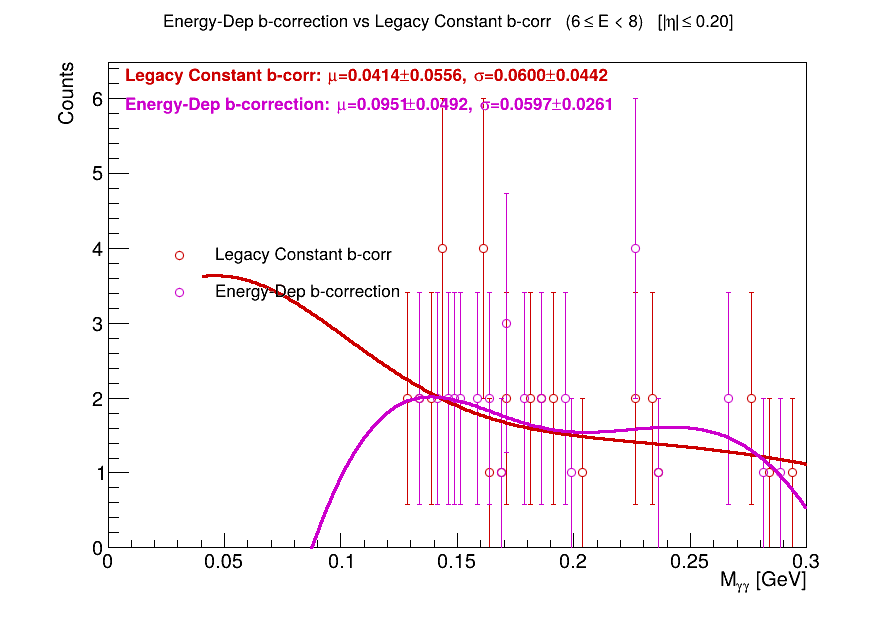 Energy-Dep b-correction vs Legacy Constant b-corr (6 ≤ E < 8) [|η| ≤ 0.20]
Counts
Legacy Constant b-corr: μ=0.0414±0.0556, σ=0.0600±0.0442
Energy-Dep b-correction: μ=0.0951±0.0492, σ=0.0597±0.0261
6
5
4
3
2
1
0
Legacy Constant b-corr
Energy-Dep b-correction
0 0.05 0.1 0.15 0.2 0.25 0.3
Mγγ [GeV]